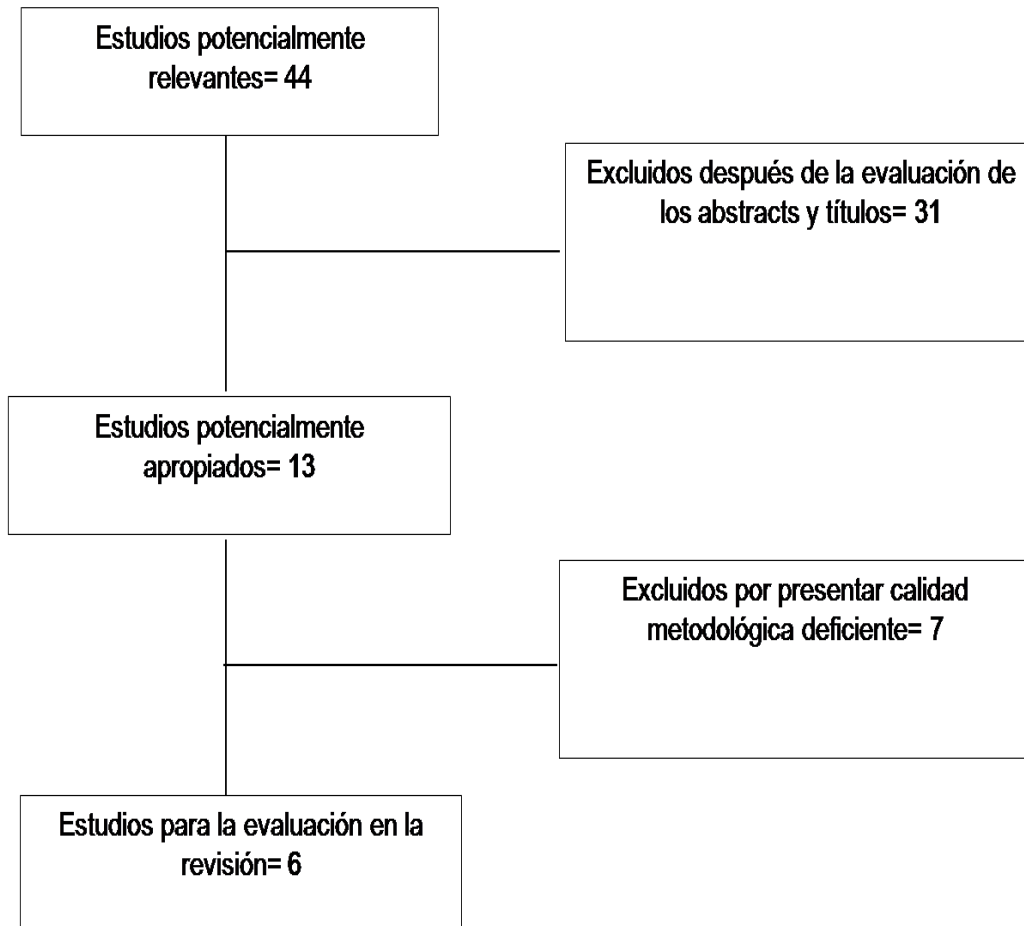 Estudios potencialmente
relevantes= 44
Excluidos después de la evaluación de
los abstracts y títulos= 31
Estudios potencialmente
apropiados= 13
Excluidos por presentar calidad
metodológica deficiente= 7
Estudios para la evaluación en la
revisión= 6